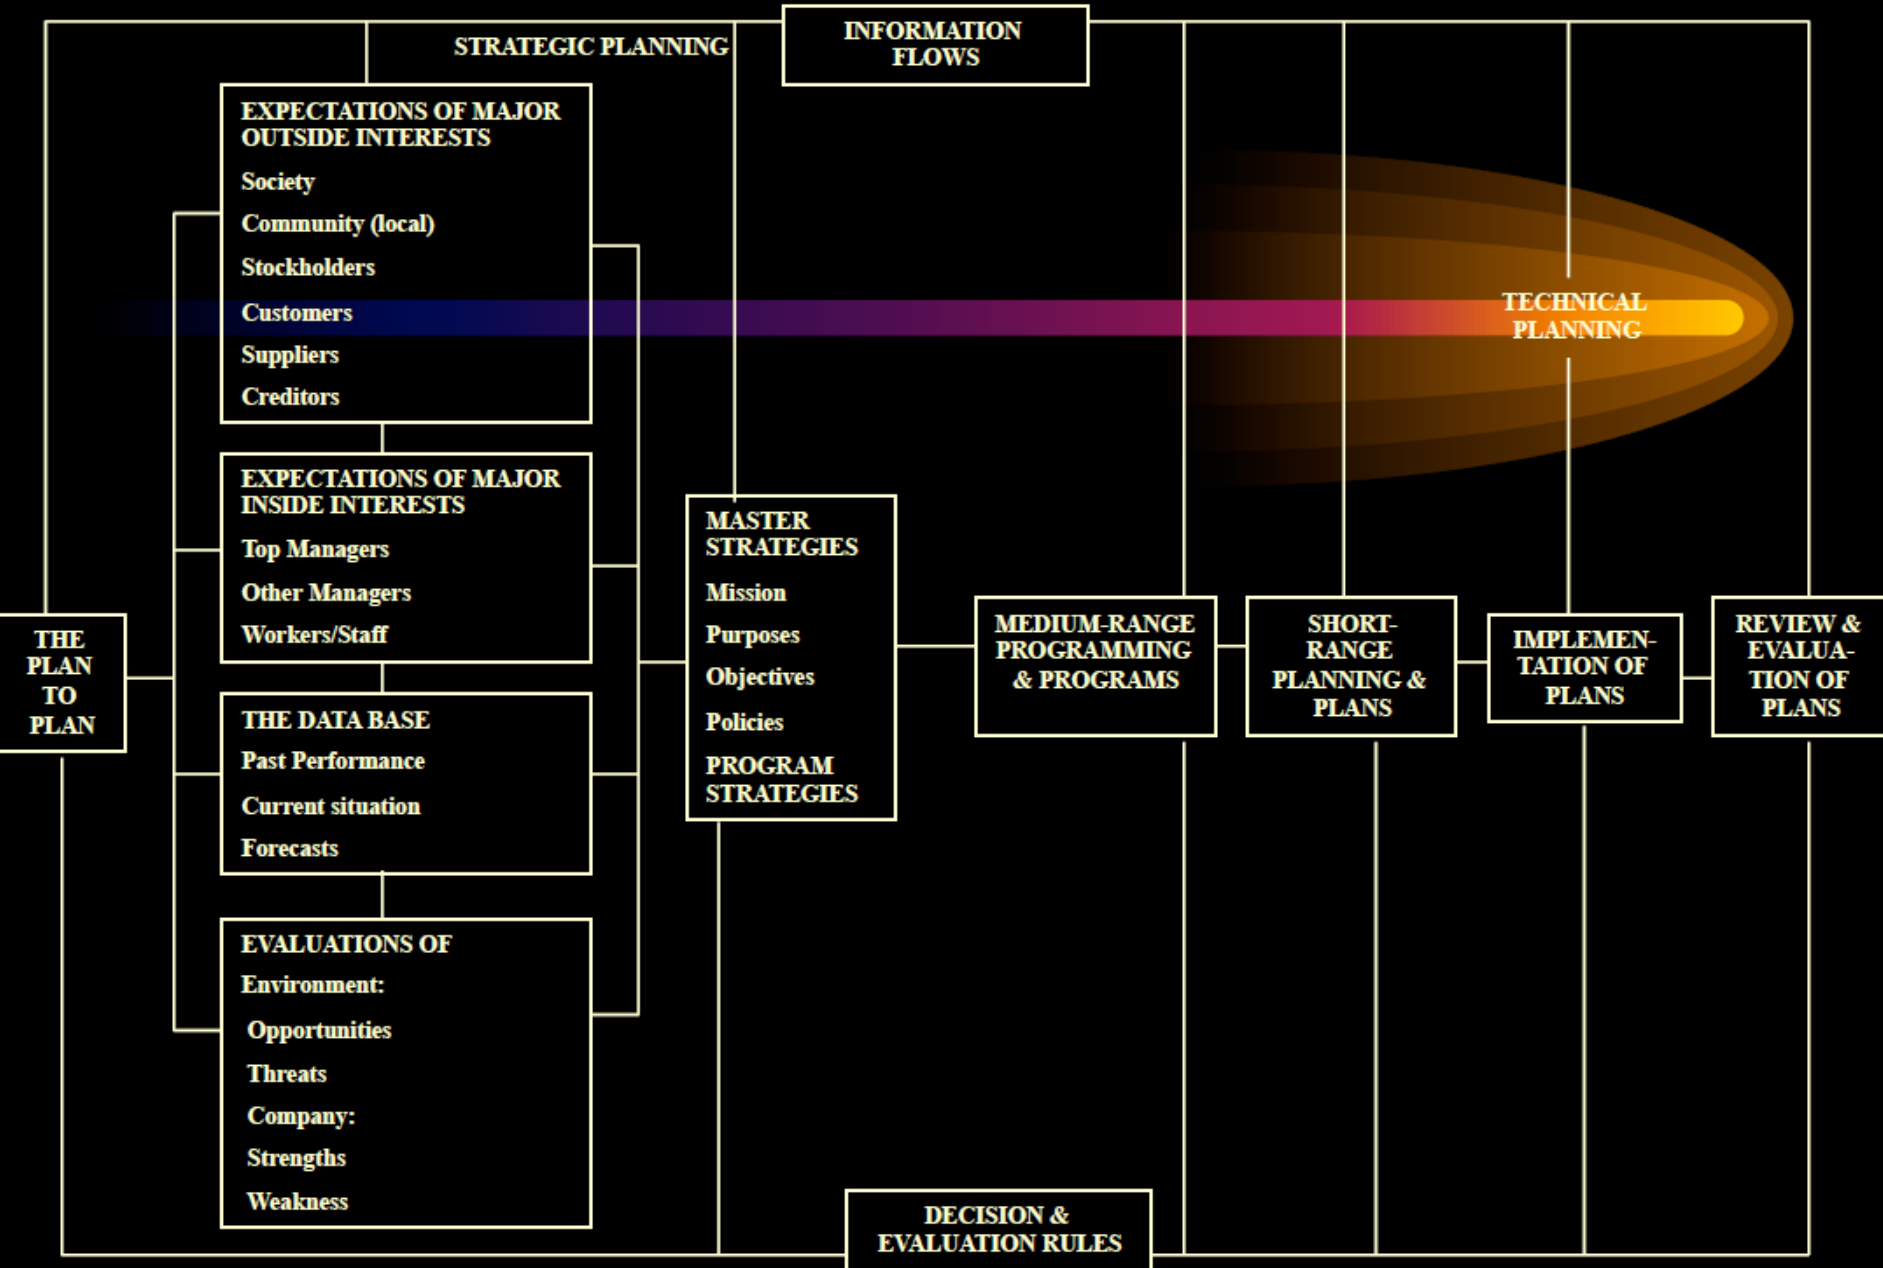 INFORMATION
FLOWS
STRATEGIC PLANNING
EXPECTATIONS OF MAJOR
OUTSIDE INTERESTS
Society
Community (local)
Stockholders
Customers
Suppliers
Creditors
TECHNICAL
PLANNING
EXPECTATIONS OF MAJOR
INSIDE INTERESTS
Top Managers
Other Managers
Workers/Staff
THE
PLAN
TO
PLAN
THE DATA BASE
Past Performance
Current situation
Forecasts
EVALUATIONS OF
Environment:
Opportunities
Threats
Company:
Strengths
Weakness
MASTER
STRATEGIES
Mission
Purposes
Objectives
Policies
PROGRAM
STRATEGIES
MEDIUM-RANGE
PROGRAMMING
& PROGRAMS
SHORT-
RANGE
PLANNING &
PLANS
IMPLEMEN-
TATION OF
PLANS
REVIEW &
EVALUA-
TION OF
PLANS
DECISION &
EVALUATION RULES